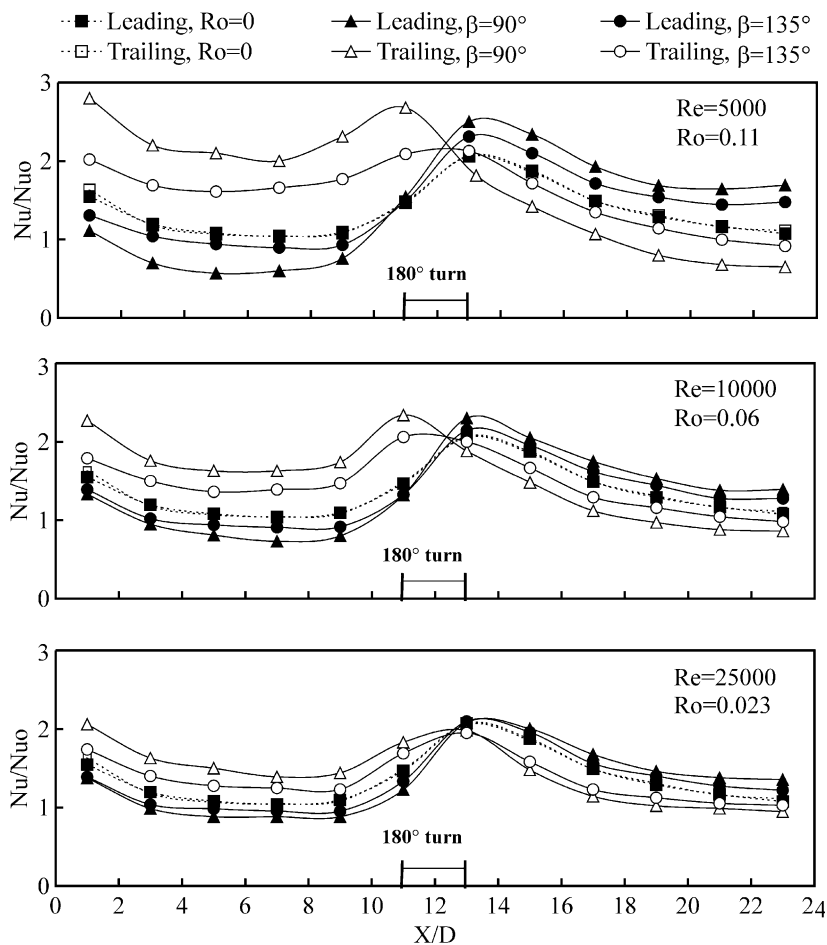 Leading, Ro=0 Leading, β=90° Leading, β=135°
Trailing, Ro=0 Trailing, β=90° Trailing, β=135°
3
Re=5000
Ro=0.11
2
Nu/Nuo
1
180° turn
0
3
Re=10000
Ro=0.06
2
Nu/Nuo
1
180° turn
0
3
Re=25000
Ro=0.023
2
Nu/Nuo
1
180° turn
0
0 2 4 6 8 10 12 14 16 18 20 22 24
X/D